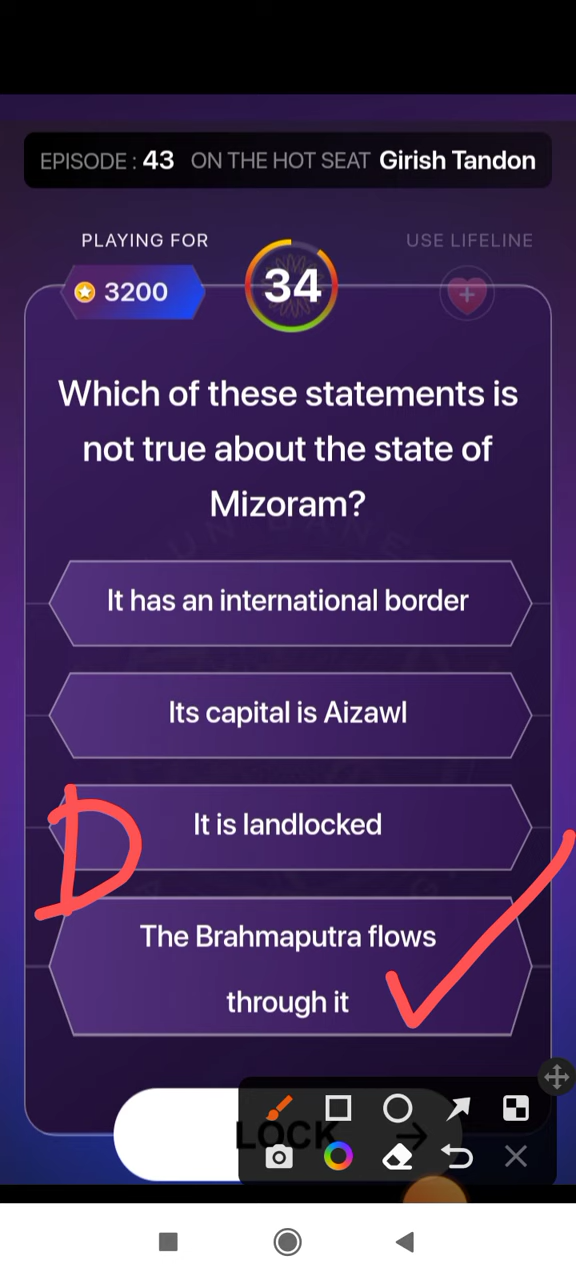 EPISODE : 43 ON THE HOT SEAT Girish Tandon
PLAYING FOR
USE LIFELINE
3200
34
Which of these statements is
not true about the state of
Mizoram?
It has an international border
Its capital is Aizawl
It is landlocked
D
The Brahmaputra flows
through it
LOCK